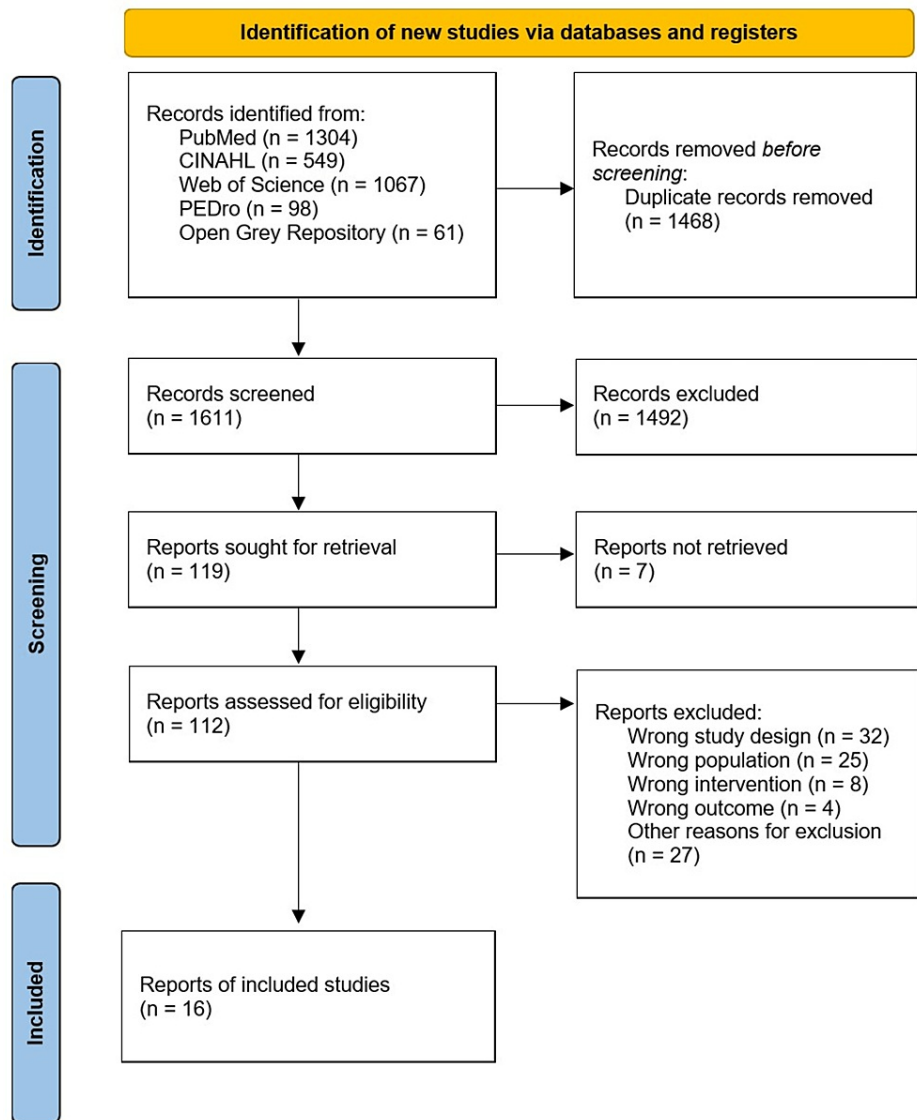 Identification of new studies via databases and registers
Identification
Records identified from:
PubMed (n = 1304)
CINAHL (n = 549)
Web of Science (n = 1067)
PEDro (n = 98)
Open Grey Repository (n = 61)
Records removed before
screening:
Duplicate records removed
(n = 1468)
Screening
Records screened
(n = 1611)
Records excluded
(n = 1492)
Reports sought for retrieval
(n = 119)
Reports not retrieved
(n = 7)
Reports assessed for eligibility
(n = 112)
Reports excluded:
Wrong study design (n = 32)
Wrong population (n = 25)
Wrong intervention (n = 8)
Wrong outcome (n = 4)
Other reasons for exclusion
(n = 27)
Included
Reports of included studies
(n = 16)